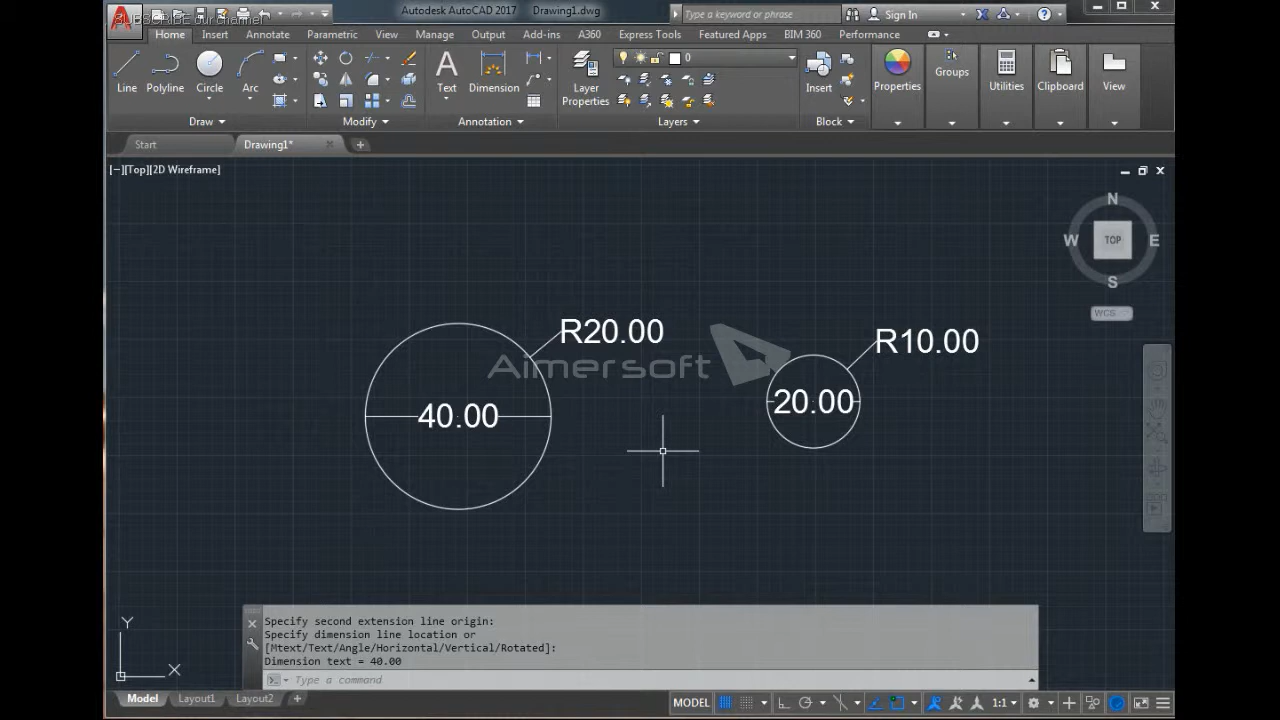 SUBSCRIBE our channel
Autodesk AutoCAD 2017 Drawing1.dwg
Type a keyword or phrase
Sign In
Home Insert Annotate Parametric View Manage Output Add-ins A360 Express Tools Featured Apps BIM 360 Performance
0
Line Polyline Circle Arc
Text Dimension
Layer Properties
Insert
Properties Groups Utilities Clipboard View
Draw Modify Annotation Layers Block
Start Drawing1*
[−][Top][2D Wireframe]
N
W TOP E
S
WCS
R20.00
R10.00
Aimersoft
40.00
20.00
Specify second extension line origin:
Specify dimension line location or
[Mtext/Text/Angle/Horizontal/Vertical/Rotated]:
Dimension text = 40.00
Type a command
Y
X
Model Layout1 Layout2
MODEL 1:1